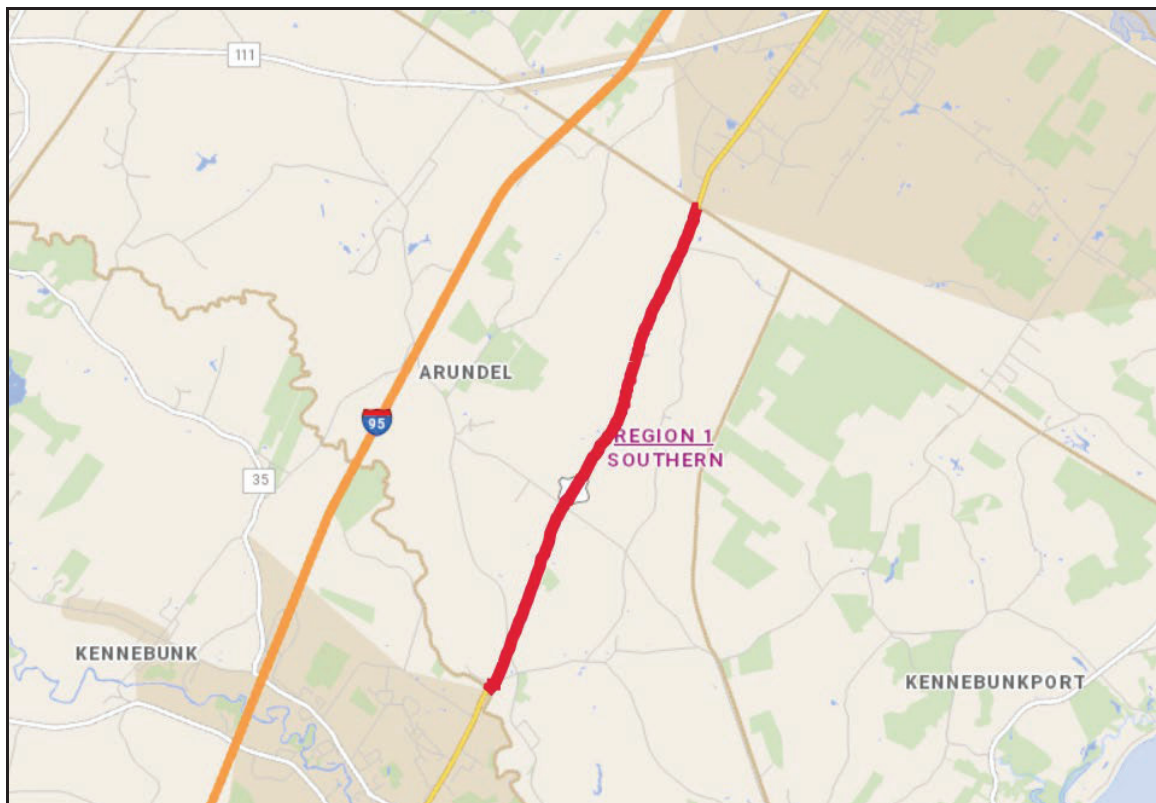 111
ARUNDEL
95
REGION 1
SOUTHERN
35
KENNEBUNK
KENNEBUNKPORT